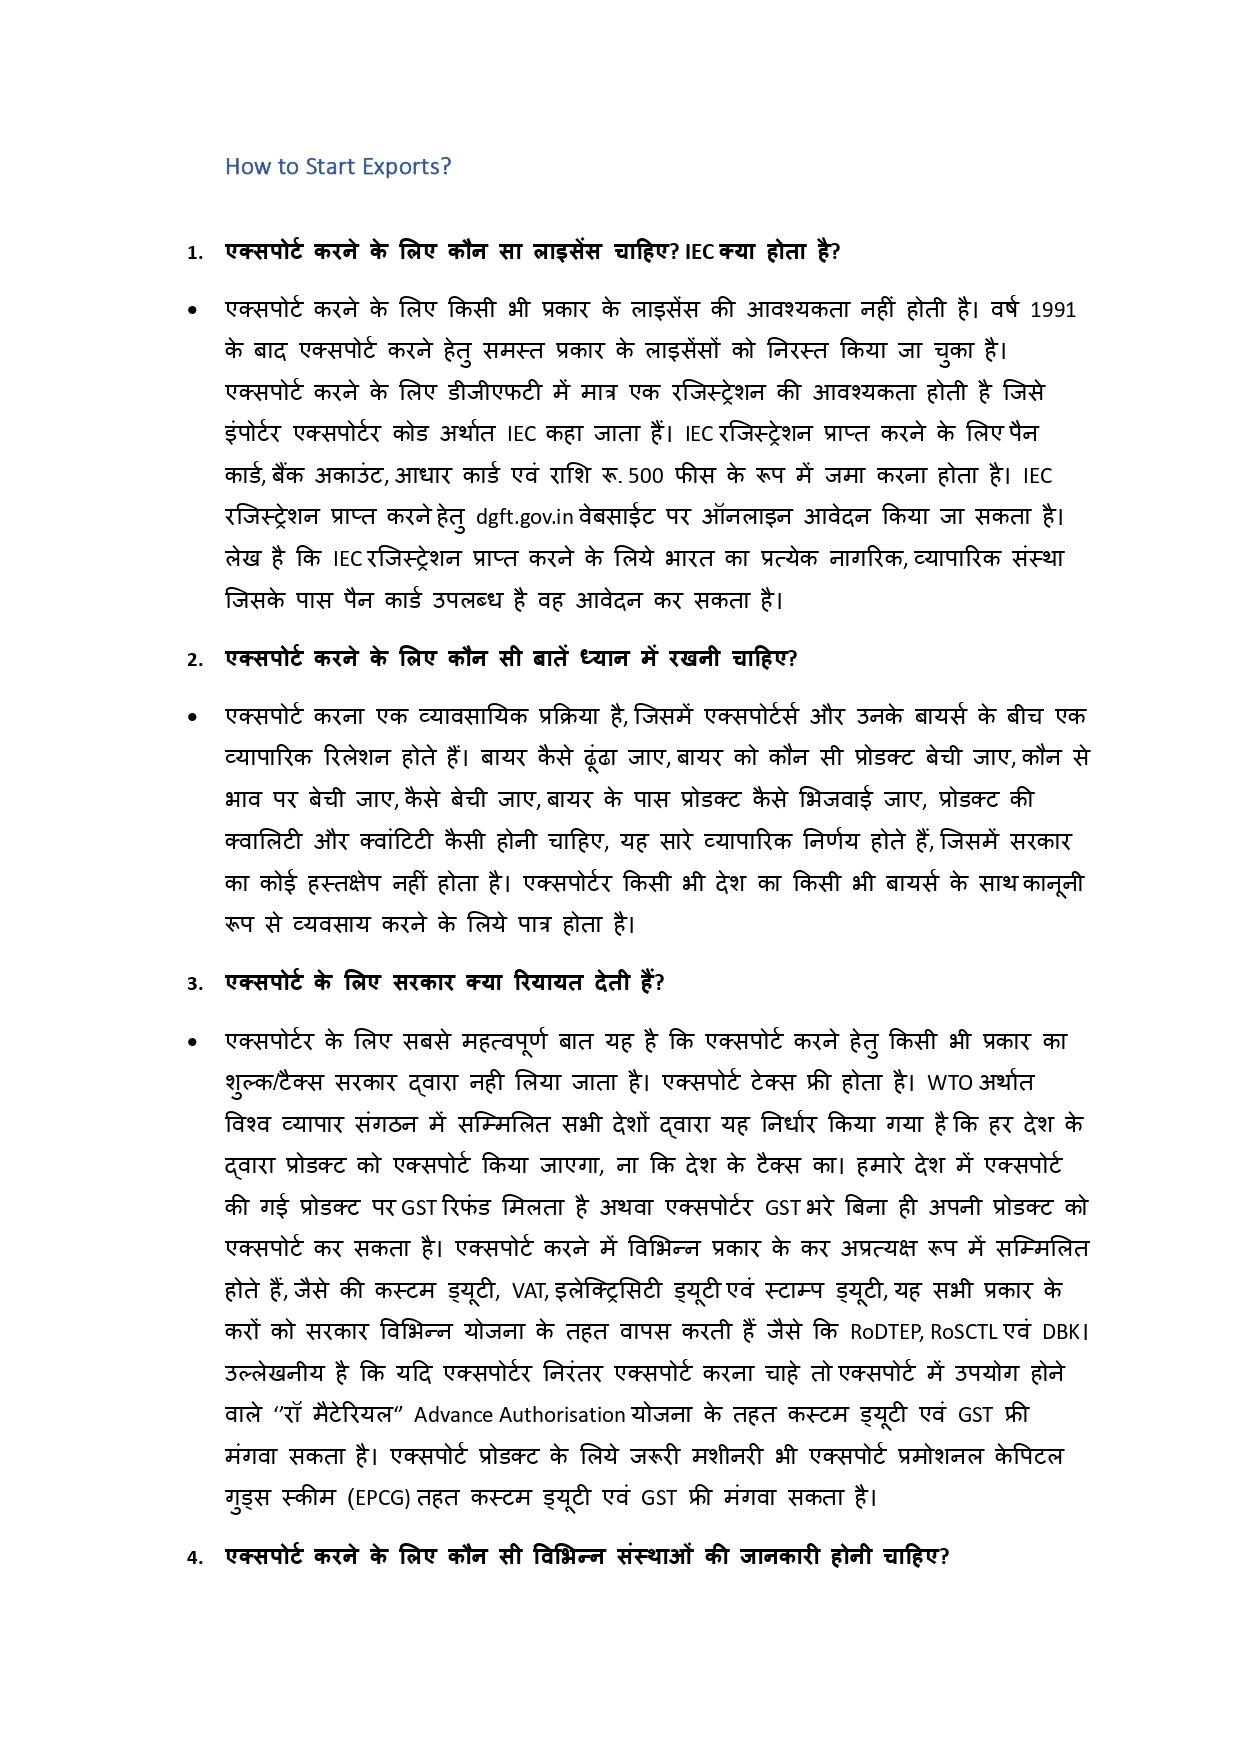 How to Start Exports?
1. एक्सपोर्ट करने के लिए कौन सा लाइसेंस चाहिए? IEC क्या होता है?
• एक्सपोर्ट करने के लिए किसी भी प्रकार के लाइसेंस की आवश्यकता नहीं होती है। वर्ष 1991
के बाद एक्सपोर्ट करने हेतु समस्त प्रकार के लाइसेंसों को निरस्त किया जा चुका है।
एक्सपोर्ट करने के लिए डीजीएफटी में मात्र एक रजिस्ट्रेशन की आवश्यकता होती है जिसे
इंपोर्टर एक्सपोर्टर कोड अर्थात IEC कहा जाता हैं। IEC रजिस्ट्रेशन प्राप्त करने के लिए पैन
कार्ड, बैंक अकाउंट, आधार कार्ड एवं राशि रू. 500 फीस के रूप में जमा करना होता है। IEC
रजिस्ट्रेशन प्राप्त करने हेतु dgft.gov.in वेबसाईट पर ऑनलाइन आवेदन किया जा सकता है।
लेख है कि IEC रजिस्ट्रेशन प्राप्त करने के लिये भारत का प्रत्येक नागरिक, व्यापारिक संस्था
जिसके पास पैन कार्ड उपलब्ध है वह आवेदन कर सकता है।
2. एक्सपोर्ट करने के लिए कौन सी बातें ध्यान में रखनी चाहिए?
• एक्सपोर्ट करना एक व्यावसायिक प्रक्रिया है, जिसमें एक्सपोर्टर्स और उनके बायर्स के बीच एक
व्यापारिक रिलेशन होते हैं। बायर कैसे ढूंढा जाए, बायर को कौन सी प्रोडक्ट बेची जाए, कौन से
भाव पर बेची जाए, कैसे बेची जाए, बायर के पास प्रोडक्ट कैसे भिजवाई जाए, प्रोडक्ट की
क्वालिटी और क्वांटिटी कैसी होनी चाहिए, यह सारे व्यापारिक निर्णय होते हैं, जिसमें सरकार
का कोई हस्तक्षेप नहीं होता है। एक्सपोर्टर किसी भी देश का किसी भी बायर्स के साथ कानूनी
रूप से व्यवसाय करने के लिये पात्र होता है।
3. एक्सपोर्ट के लिए सरकार क्या रियायत देती हैं?
• एक्सपोर्टर के लिए सबसे महत्वपूर्ण बात यह है कि एक्सपोर्ट करने हेतु किसी भी प्रकार का
शुल्क/टैक्स सरकार द्वारा नही लिया जाता है। एक्सपोर्ट टेक्स फ्री होता है। WTO अर्थात
विश्व व्यापार संगठन में सम्मिलित सभी देशों द्वारा यह निर्धार किया गया है कि हर देश के
द्वारा प्रोडक्ट को एक्सपोर्ट किया जाएगा, ना कि देश के टैक्स का। हमारे देश में एक्सपोर्ट
की गई प्रोडक्ट पर GST रिफंड मिलता है अथवा एक्सपोर्टर GST भरे बिना ही अपनी प्रोडक्ट को
एक्सपोर्ट कर सकता है। एक्सपोर्ट करने में विभिन्न प्रकार के कर अप्रत्यक्ष रूप में सम्मिलित
होते हैं, जैसे की कस्टम ड्यूटी, VAT, इलेक्ट्रिसिटी ड्यूटी एवं स्टाम्प ड्यूटी, यह सभी प्रकार के
करों को सरकार विभिन्न योजना के तहत वापस करती हैं जैसे कि RoDTEP, RoSCTL एवं DBK।
उल्लेखनीय है कि यदि एक्सपोर्टर निरंतर एक्सपोर्ट करना चाहे तो एक्सपोर्ट में उपयोग होने
वाले ‘’रॉ मैटेरियल‘’ Advance Authorisation योजना के तहत कस्टम ड्यूटी एवं GST फ्री
मंगवा सकता है। एक्सपोर्ट प्रोडक्ट के लिये जरूरी मशीनरी भी एक्सपोर्ट प्रमोशनल केपिटल
गुड्स स्कीम (EPCG) तहत कस्टम ड्यूटी एवं GST फ्री मंगवा सकता है।
4. एक्सपोर्ट करने के लिए कौन सी विभिन्न संस्थाओं की जानकारी होनी चाहिए?